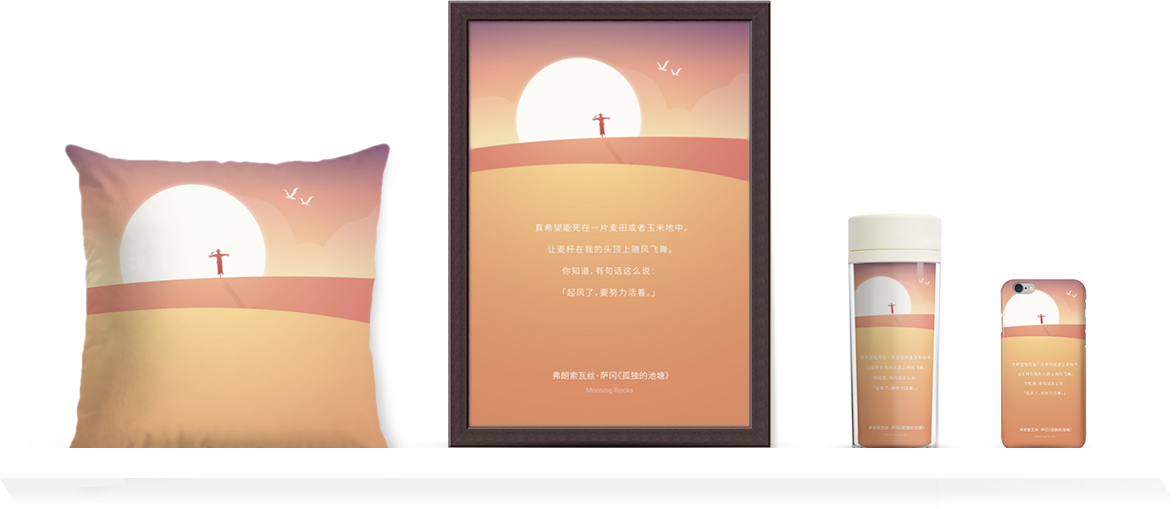 真希望能死在一片麦田或者玉米地中，
让麦秆在我的头顶上随风飞舞。
你知道，有句话这么说：
「起风了，要努力活着。」
弗朗索瓦丝·萨冈《孤独的池塘》
Morning Rocks